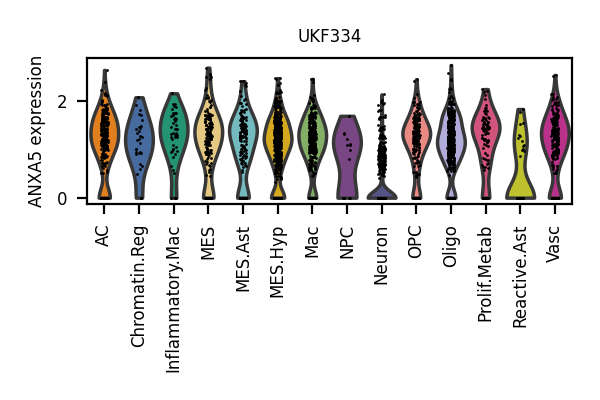 UKF334
ANXA5 expression
2
0
AC
Chromatin.Reg
Inflammatory.Mac
MES
MES.Ast
MES.Hyp
Mac
NPC
Neuron
OPC
Oligo
Prolif.Metab
Reactive.Ast
Vasc